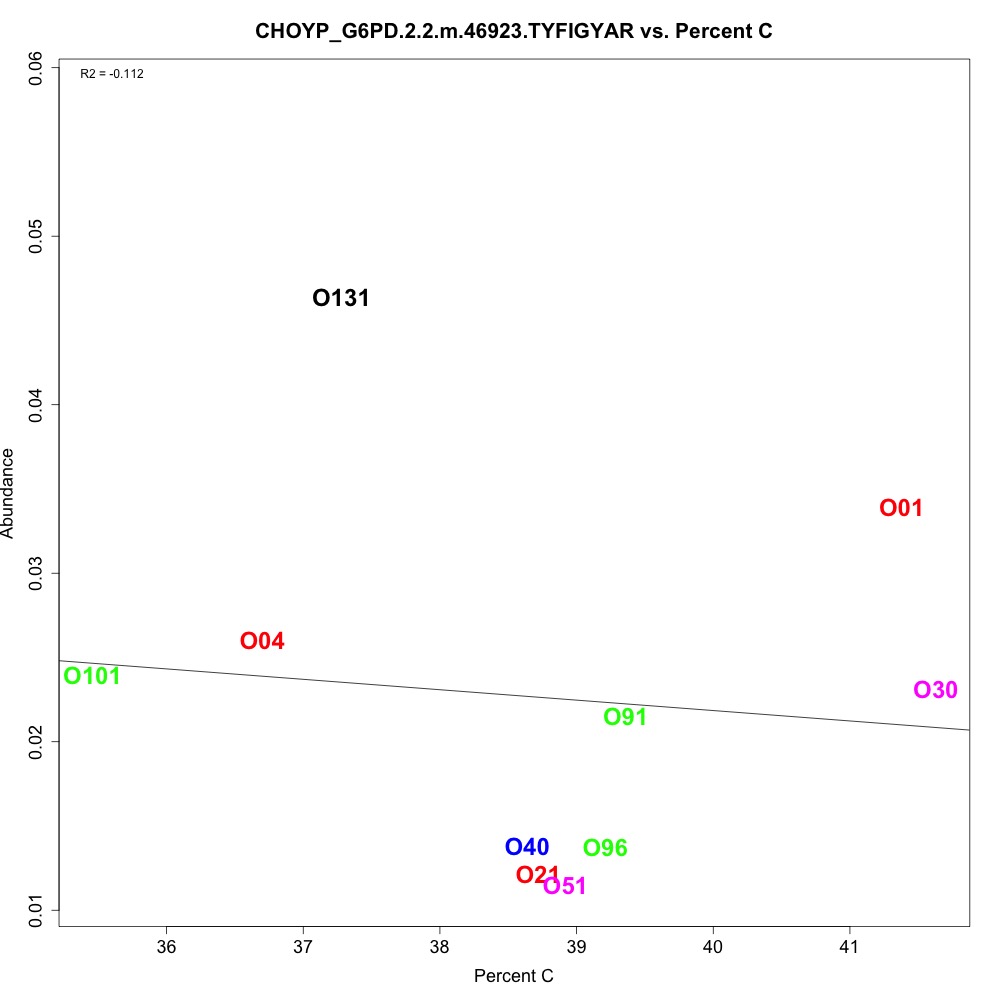 CHOYP_G6PD.2.2.m.46923.TYFIGYAR vs. Percent C
R2 = -0.112
0.06
0.05
O131
0.04
Abundance
O01
0.03
O04
O101
O30
O91
0.02
O40
O96
O21
O51
0.01
36 37 38 39 40 41
Percent C